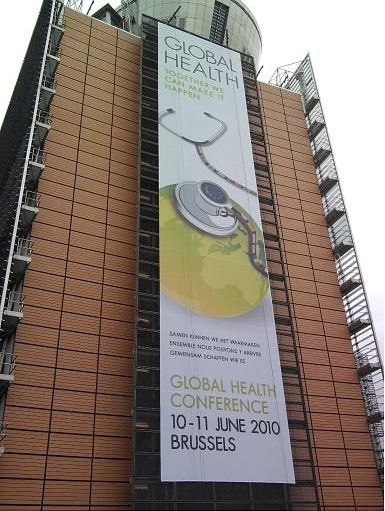 GLOBAL
HEALTH
TOGETHER WE
CAN MAKE IT
HAPPEN
SAMEN KUNNEN WE HET WAARMAKEN
ENSEMBLE NOUS POUVONS Y ARRIVER
GEMEINSAM SCHAFFEN WIR ES
GLOBAL HEALTH
CONFERENCE
10-11 JUNE 2010
BRUSSELS